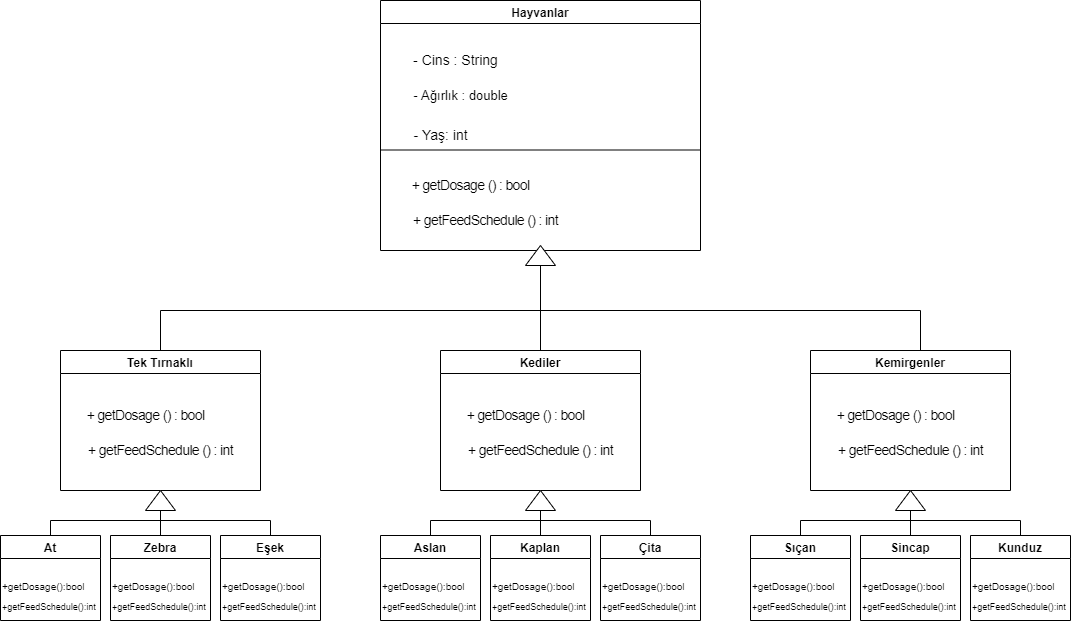 Hayvanlar
- Cins : String
- Ağırlık : double
- Yaş: int
+ getDosage () : bool
+ getFeedSchedule () : int
Tek Tırnaklı
+ getDosage () : bool
+ getFeedSchedule () : int
Kediler
+ getDosage () : bool
+ getFeedSchedule () : int
Kemirgenler
+ getDosage () : bool
+ getFeedSchedule () : int
At
+getDosage():bool
+getFeedSchedule():int
Zebra
+getDosage():bool
+getFeedSchedule():int
Eşek
+getDosage():bool
+getFeedSchedule():int
Aslan
+getDosage():bool
+getFeedSchedule():int
Kaplan
+getDosage():bool
+getFeedSchedule():int
Çita
+getDosage():bool
+getFeedSchedule():int
Sıçan
+getDosage():bool
+getFeedSchedule():int
Sincap
+getDosage():bool
+getFeedSchedule():int
Kunduz
+getDosage():bool
+getFeedSchedule():int